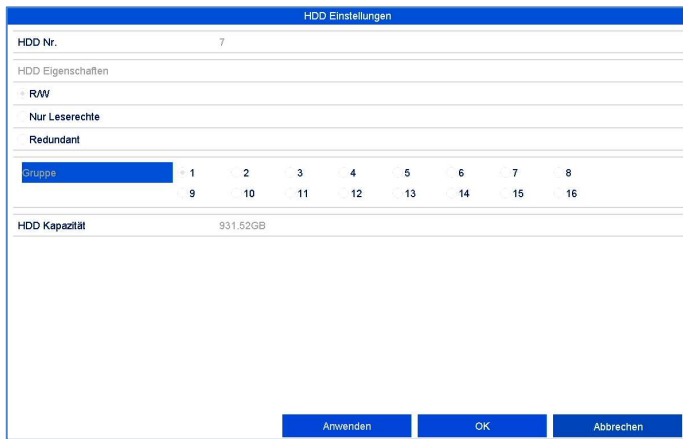 HDD Einstellungen
HDD Nr. 7
HDD Eigenschaften
R/W
Nur Leserechte
Redundant
Gruppe 1 2 3 4 5 6 7 8
9 10 11 12 13 14 15 16
HDD Kapazität 931.52GB
Anwenden OK Abbrechen